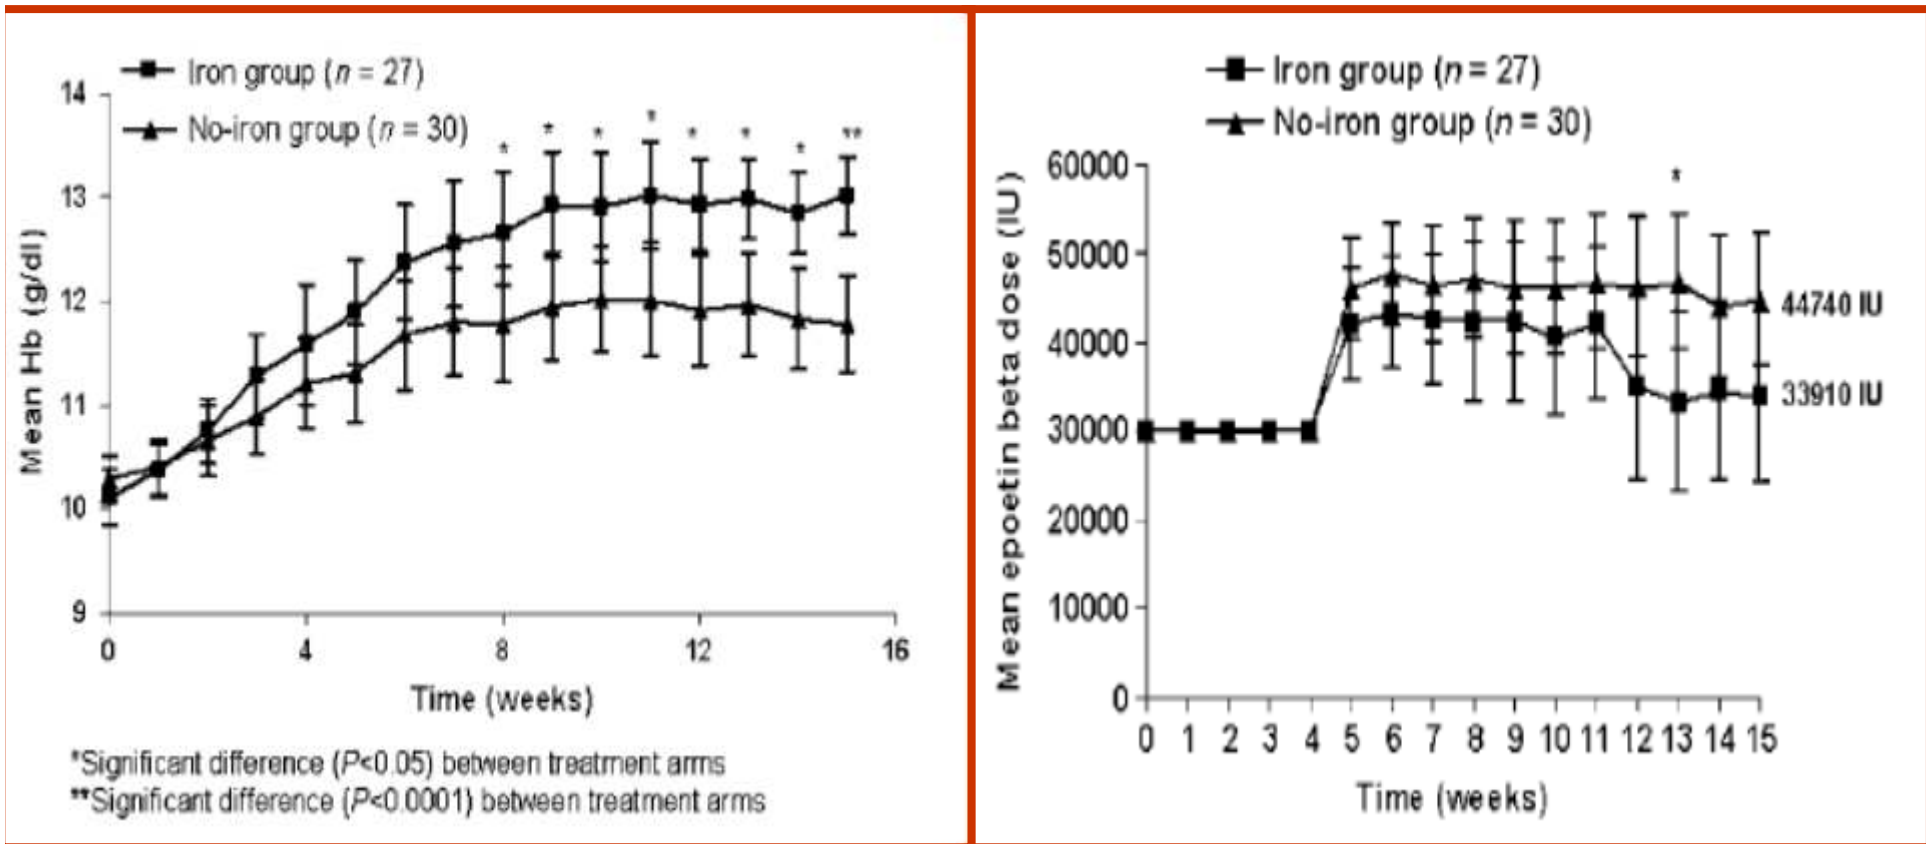 Iron group (n = 27)
No-iron group (n = 30)
14
13
12
11
10
9
Mean Hb (g/dl)
* * * * * * * **
0 4 8 12 16
Time (weeks)
*Significant difference (P<0.05) between treatment arms
**Significant difference (P<0.0001) between treatment arms
Iron group (n = 27)
No-iron group (n = 30)
60000
50000
40000
30000
20000
10000
0
Mean epoetin beta dose (IU)
*
44740 IU
33910 IU
0 1 2 3 4 5 6 7 8 9 10 11 12 13 14 15
Time (weeks)